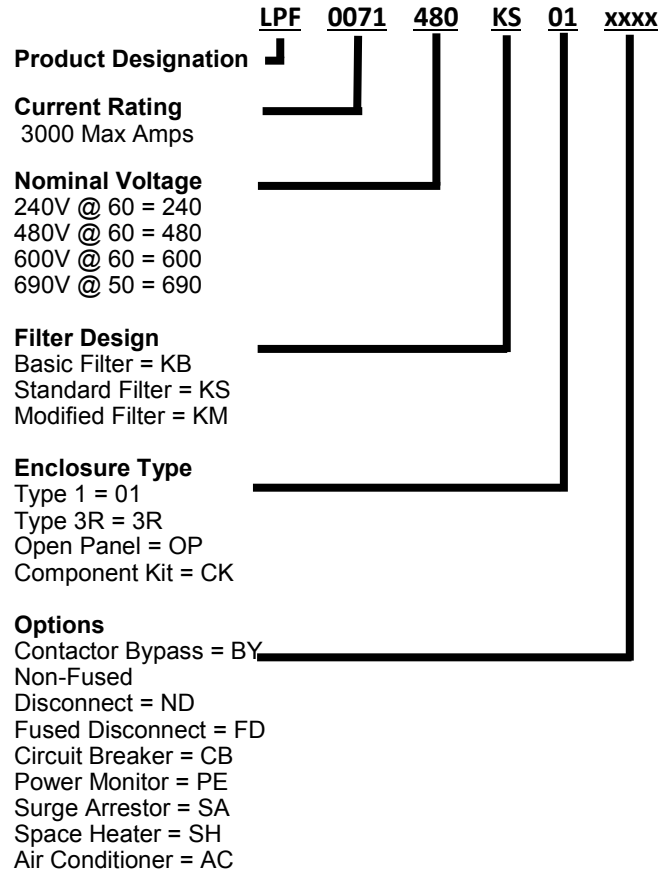 LPF 0071 480 KS 01 xxxx
Product Designation
Current Rating
3000 Max Amps
Nominal Voltage
240V @ 60 = 240
480V @ 60 = 480
600V @ 60 = 600
690V @ 50 = 690
Filter Design
Basic Filter = KB
Standard Filter = KS
Modified Filter = KM
Enclosure Type
Type 1 = 01
Type 3R = 3R
Open Panel = OP
Component Kit = CK
Options
Contactor Bypass = BY
Non-Fused
Disconnect = ND
Fused Disconnect = FD
Circuit Breaker = CB
Power Monitor = PE
Surge Arrestor = SA
Space Heater = SH
Air Conditioner = AC